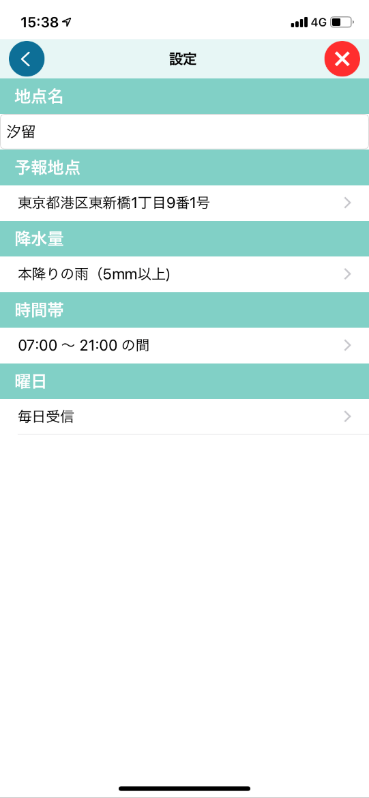 15:38
4G
設定
地点名
汐留
予報地点
東京都港区東新橋1丁目9番1号
降水量
本降りの雨（5mm以上)
時間帯
07:00 〜 21:00 の間
曜日
毎日受信